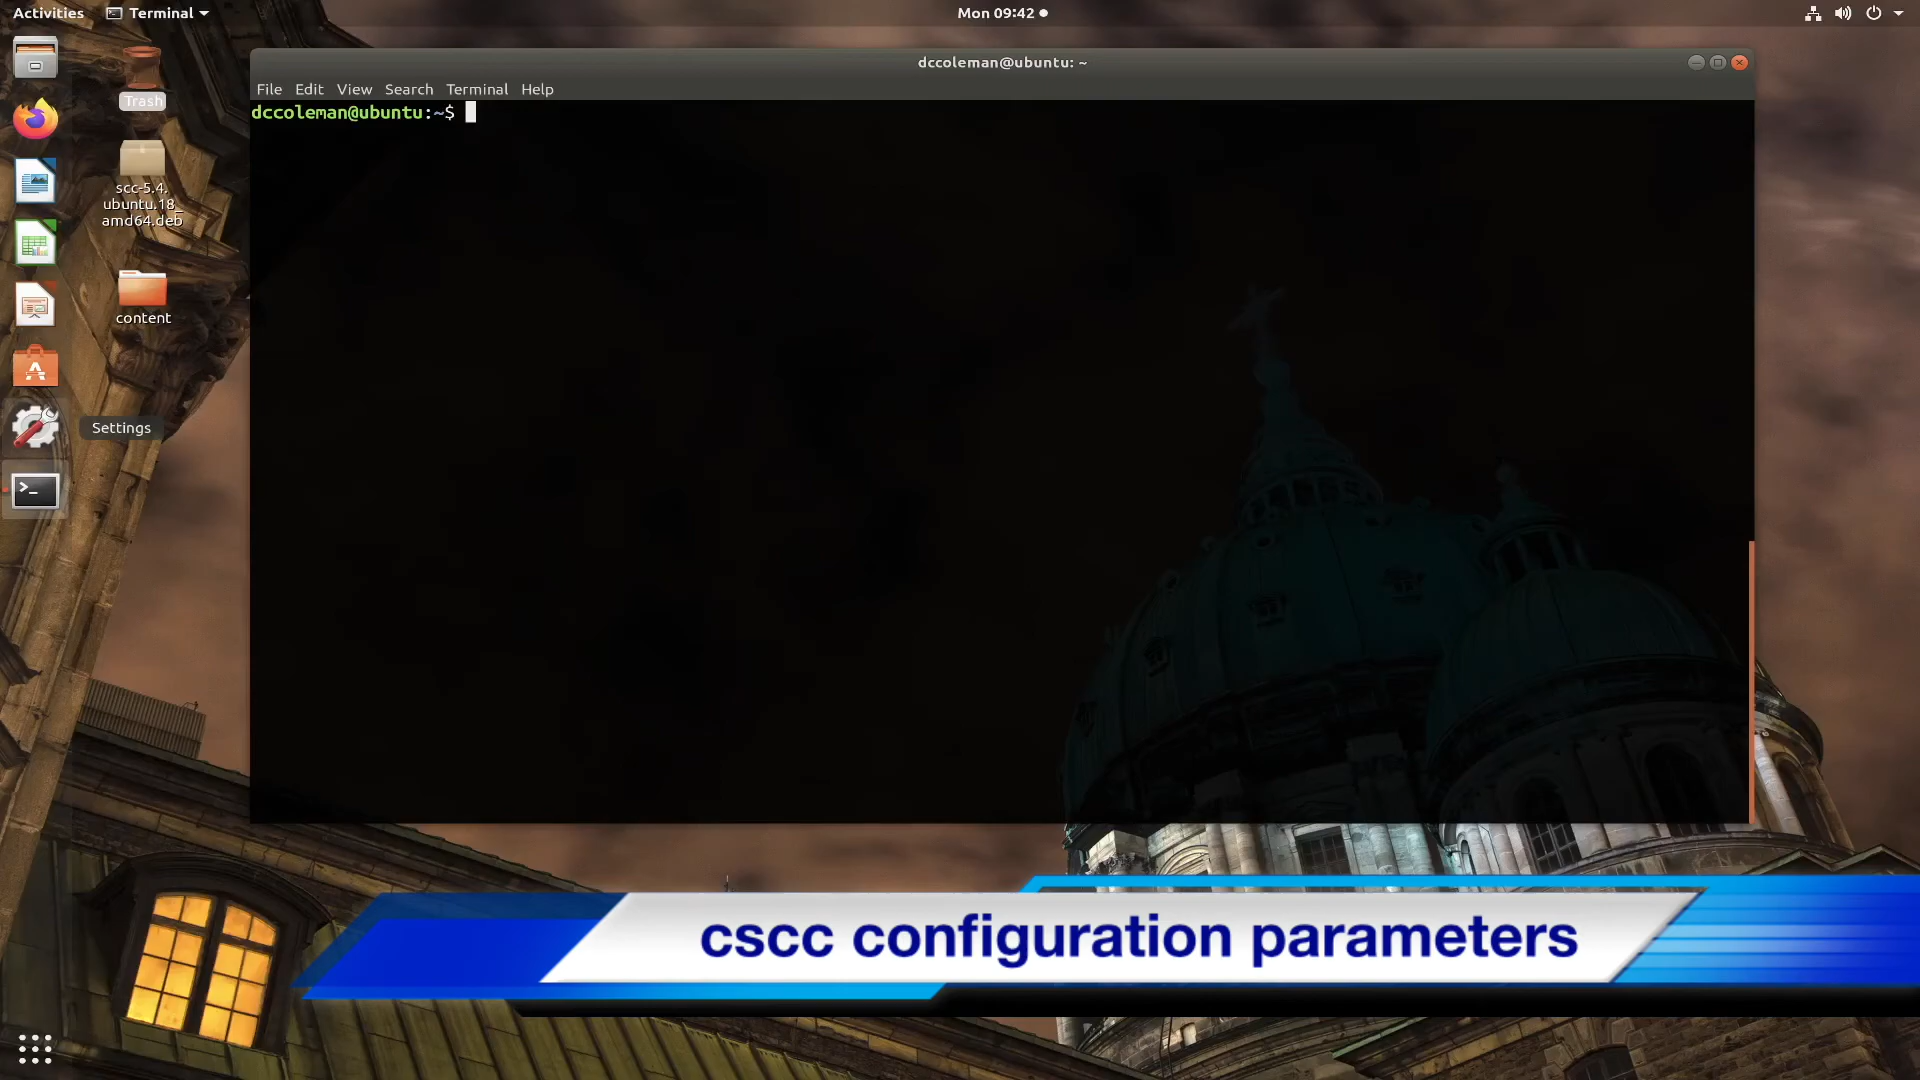 Activities
Terminal
Mon 09:42
dccoleman@ubuntu: ~
File Edit View Search Terminal Help
dccoleman@ubuntu:~$
Trash
scc-5.4.
ubuntu.18_
amd64.deb
content
Settings
cscc configuration parameters